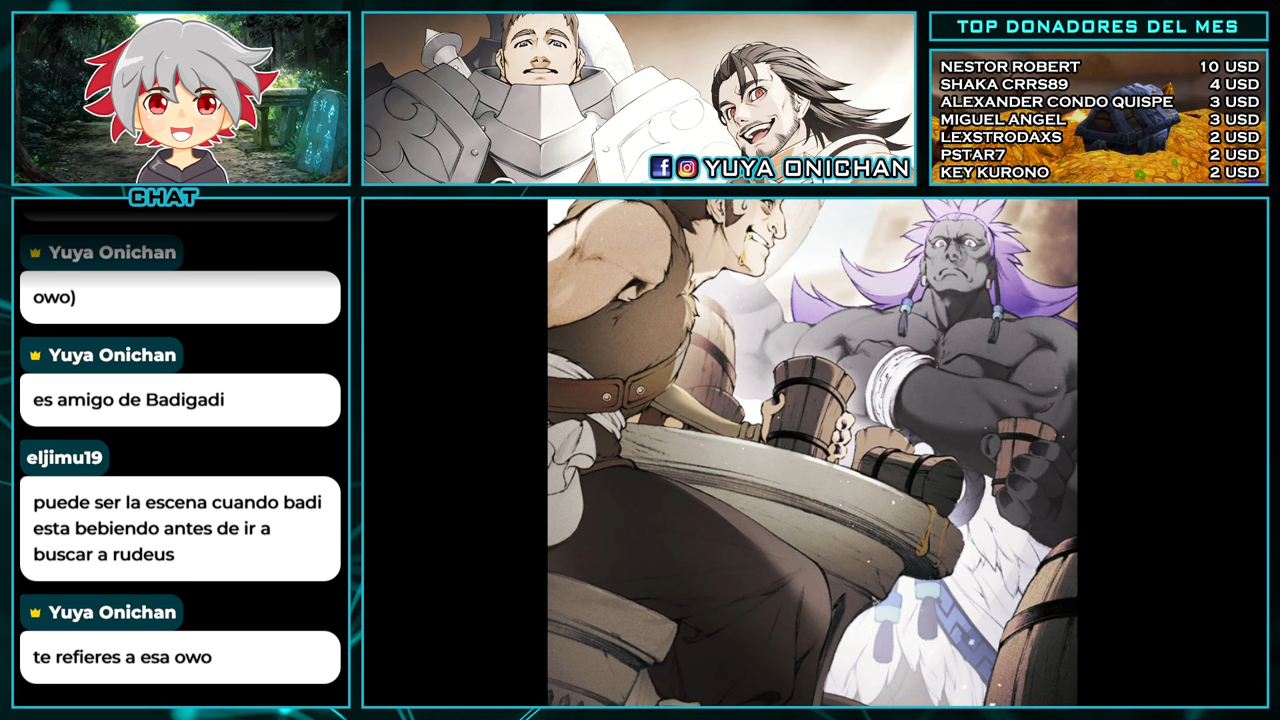 TOP DONADORES DEL MES
NESTOR ROBERT 10 USD
SHAKA CRRS89 4 USD
ALEXANDER CONDO QUISPE 3 USD
MIGUEL ANGEL 3 USD
LEXSTRODAXS 2 USD
PSTAR7 2 USD
KEY KURONO 2 USD
YUYA ONICHAN
CHAT
Yuya Onichan
owo)
Yuya Onichan
es amigo de Badigadi
eljimu19
puede ser la escena cuando badi
esta bebiendo antes de ir a
buscar a rudeus
Yuya Onichan
te refieres a esa owo